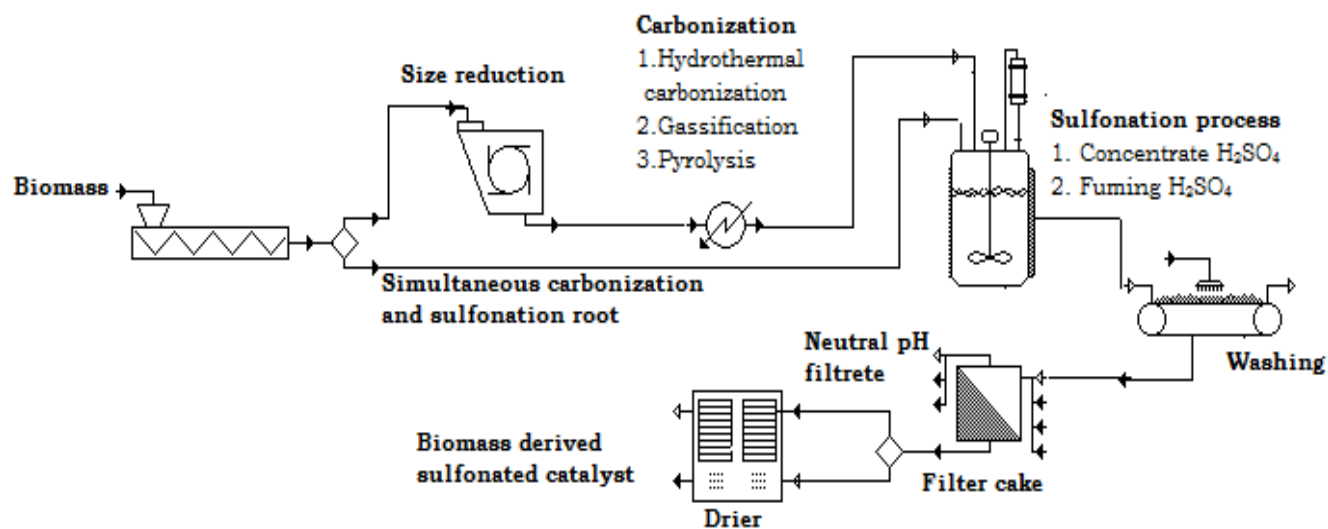 Carbonization
1.Hydrothermal
carbonization
2.Gassification
3.Pyrolysis
Size reduction
Sulfonation process
1. Concentrate H₂SO₄
2. Fuming H₂SO₄
Biomass
Simultaneous carbonization
and sulfonation root
Washing
Neutral pH
filtrete
Filter cake
Biomass derived
sulfonated catalyst
Drier